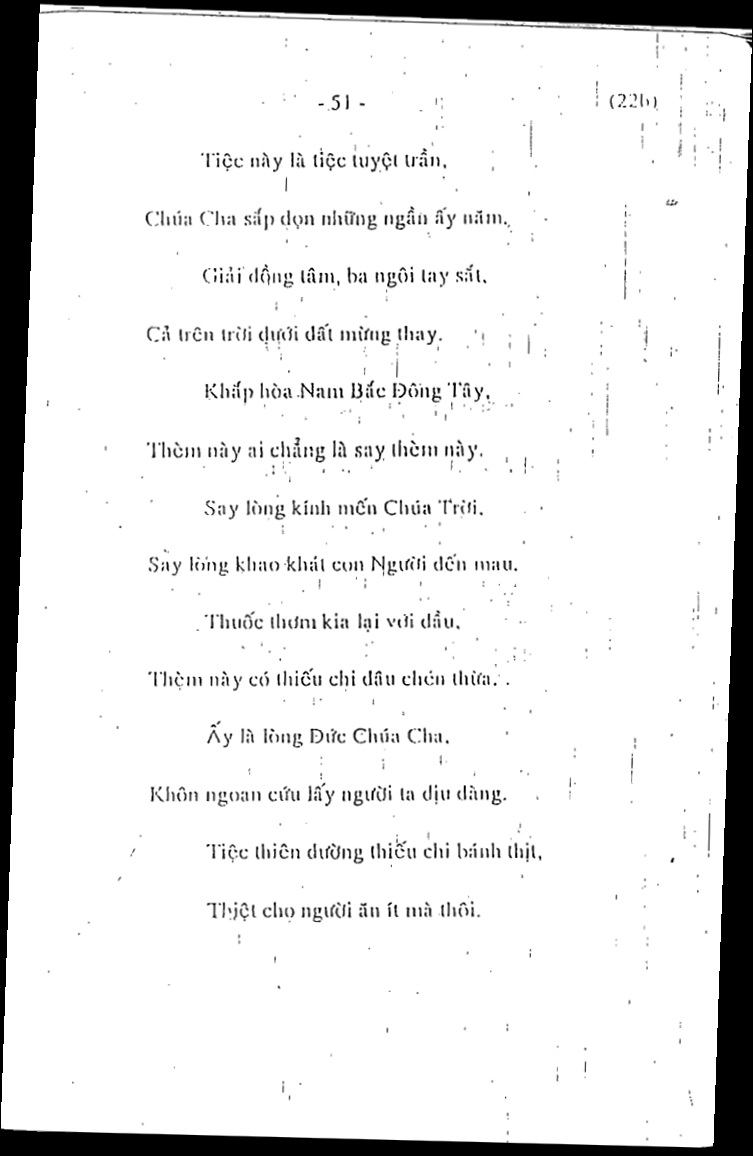 - 51 -
(22b)
Tiệc này là tiệc tuyệt trần,
Chúa Cha sắp dọn những ngần ấy năm.
Giải đồng tâm, ba ngôi tay sắt,
Cả trên trời dưới đất mừng thay.
Khắp hòa Nam Bắc Đông Tây,
Thèm này ai chẳng là say thèm này.
Say lòng kính mến Chúa Trời,
Say lòng khao khát con Người đến mau.
Thuốc thơm kia lại với dầu,
Thèm này có thiếu chi đâu chén thừa.
Ấy là lòng Đức Chúa Cha,
Khôn ngoan cứu lấy người ta dịu dàng.
Tiệc thiên đường thiếu chi bánh thịt,
Thiệt cho người ăn ít mà thôi.